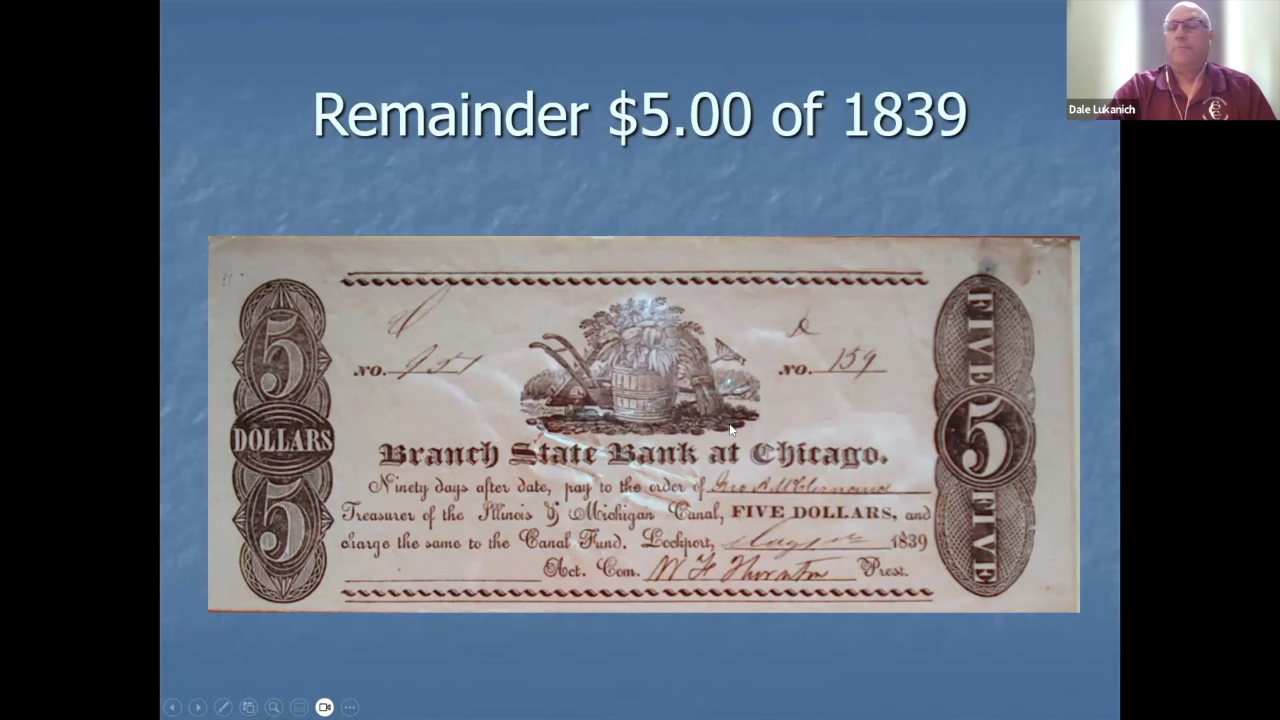 Remainder $5.00 of 1839
Dale Lukanich
5
DOLLARS
5
NO. 951
NO. 159
FIVE
5
FIVE
Branch State Bank at Chicago.
Ninety days after date, pay to the order of
Treasurer of the Illinois & Michigan Canal, FIVE DOLLARS, and
charge the same to the Canal Fund. Lockport, 1839
Act. Com. W F Thornton Prest.